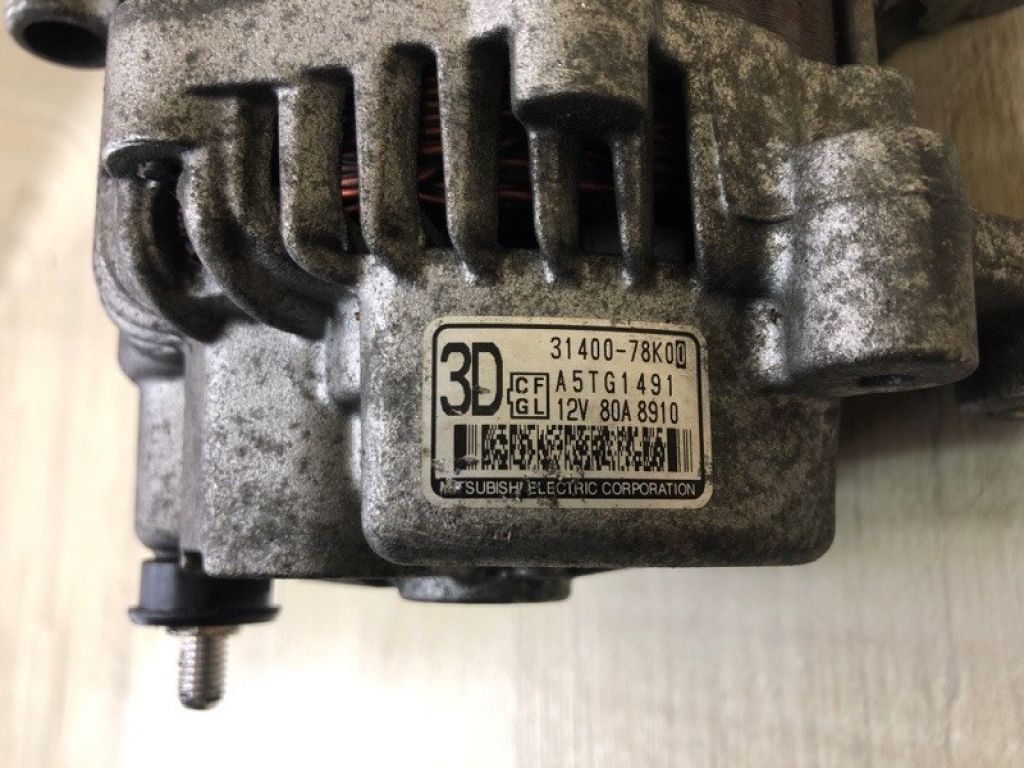 3D
31400-78K00
CF
GL
A5TG1491
12V 80A 8910
MITSUBISHI ELECTRIC CORPORATION